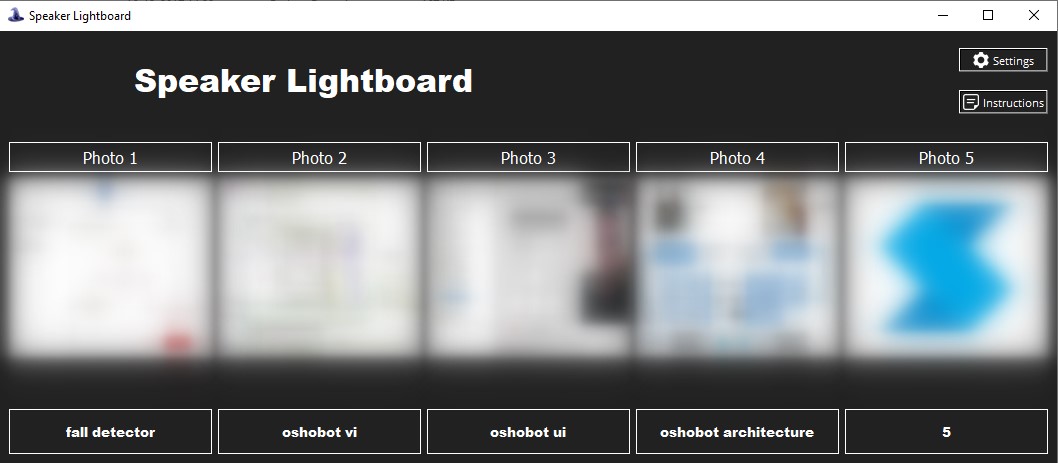 Speaker Lightboard
Speaker Lightboard
Settings
Instructions
Photo 1
Photo 2
Photo 3
Photo 4
Photo 5
fall detector
oshobot vi
oshobot ui
oshobot architecture
5